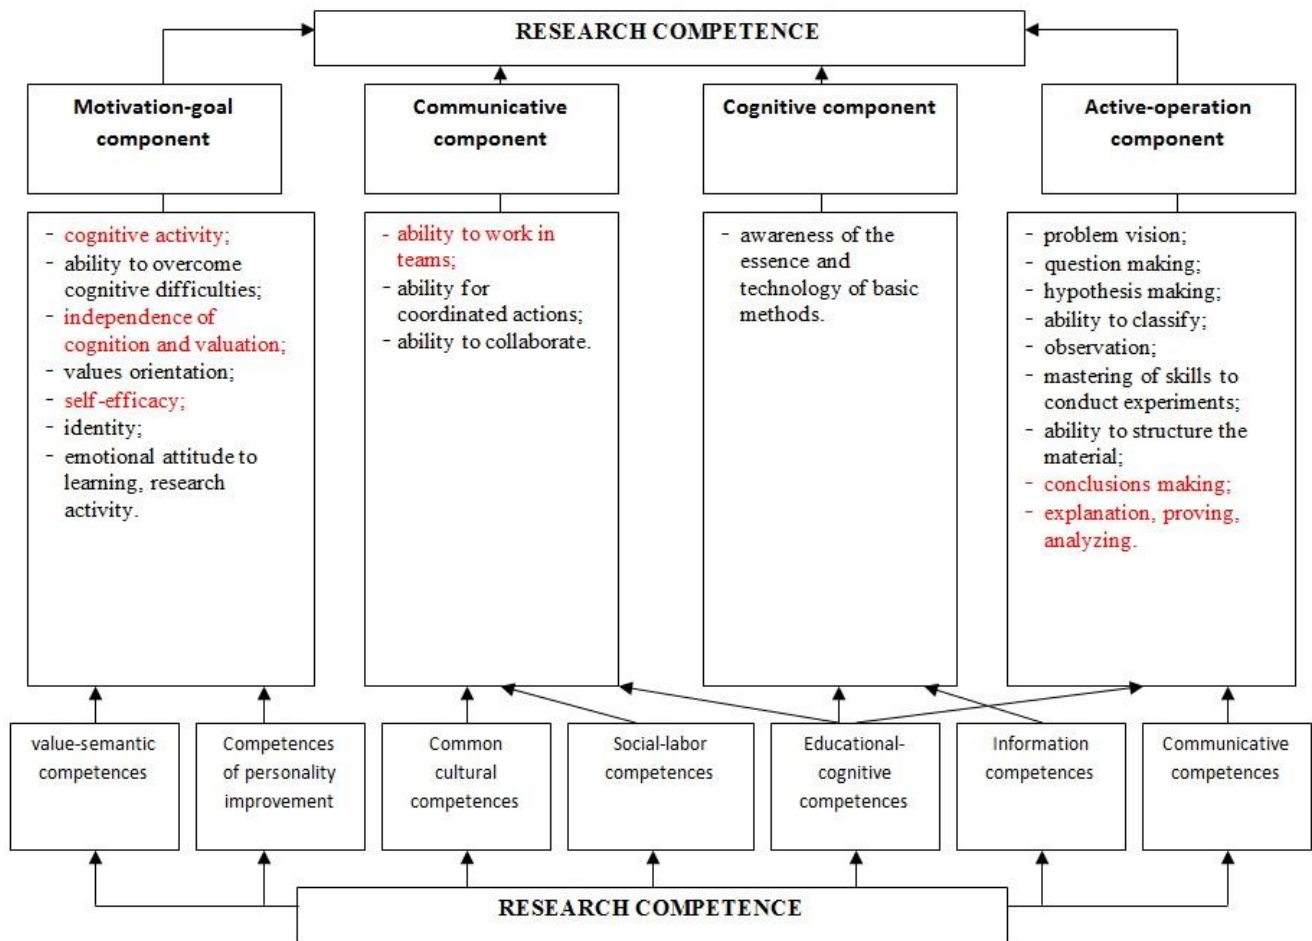 RESEARCH COMPETENCE
Motivation-goal
component
Communicative
component
Cognitive component
Active-operation
component
- cognitive activity;
- ability to overcome
cognitive difficulties;
- independence of
cognition and valuation;
- values orientation;
- self-efficacy;
- identity;
- emotional attitude to
learning, research
activity.
- ability to work in
teams;
- ability for
coordinated actions;
- ability to collaborate.
- awareness of the
essence and
technology of basic
methods.
- problem vision;
- question making;
- hypothesis making;
- ability to classify;
- observation;
- mastering of skills to
conduct experiments;
- ability to structure the
material;
- conclusions making;
- explanation, proving,
analyzing.
value-semantic
competences
Competences
of personality
improvement
Common
cultural
competences
Social-labor
competences
Educational-
cognitive
competences
Information
competences
Communicative
competences
RESEARCH COMPETENCE